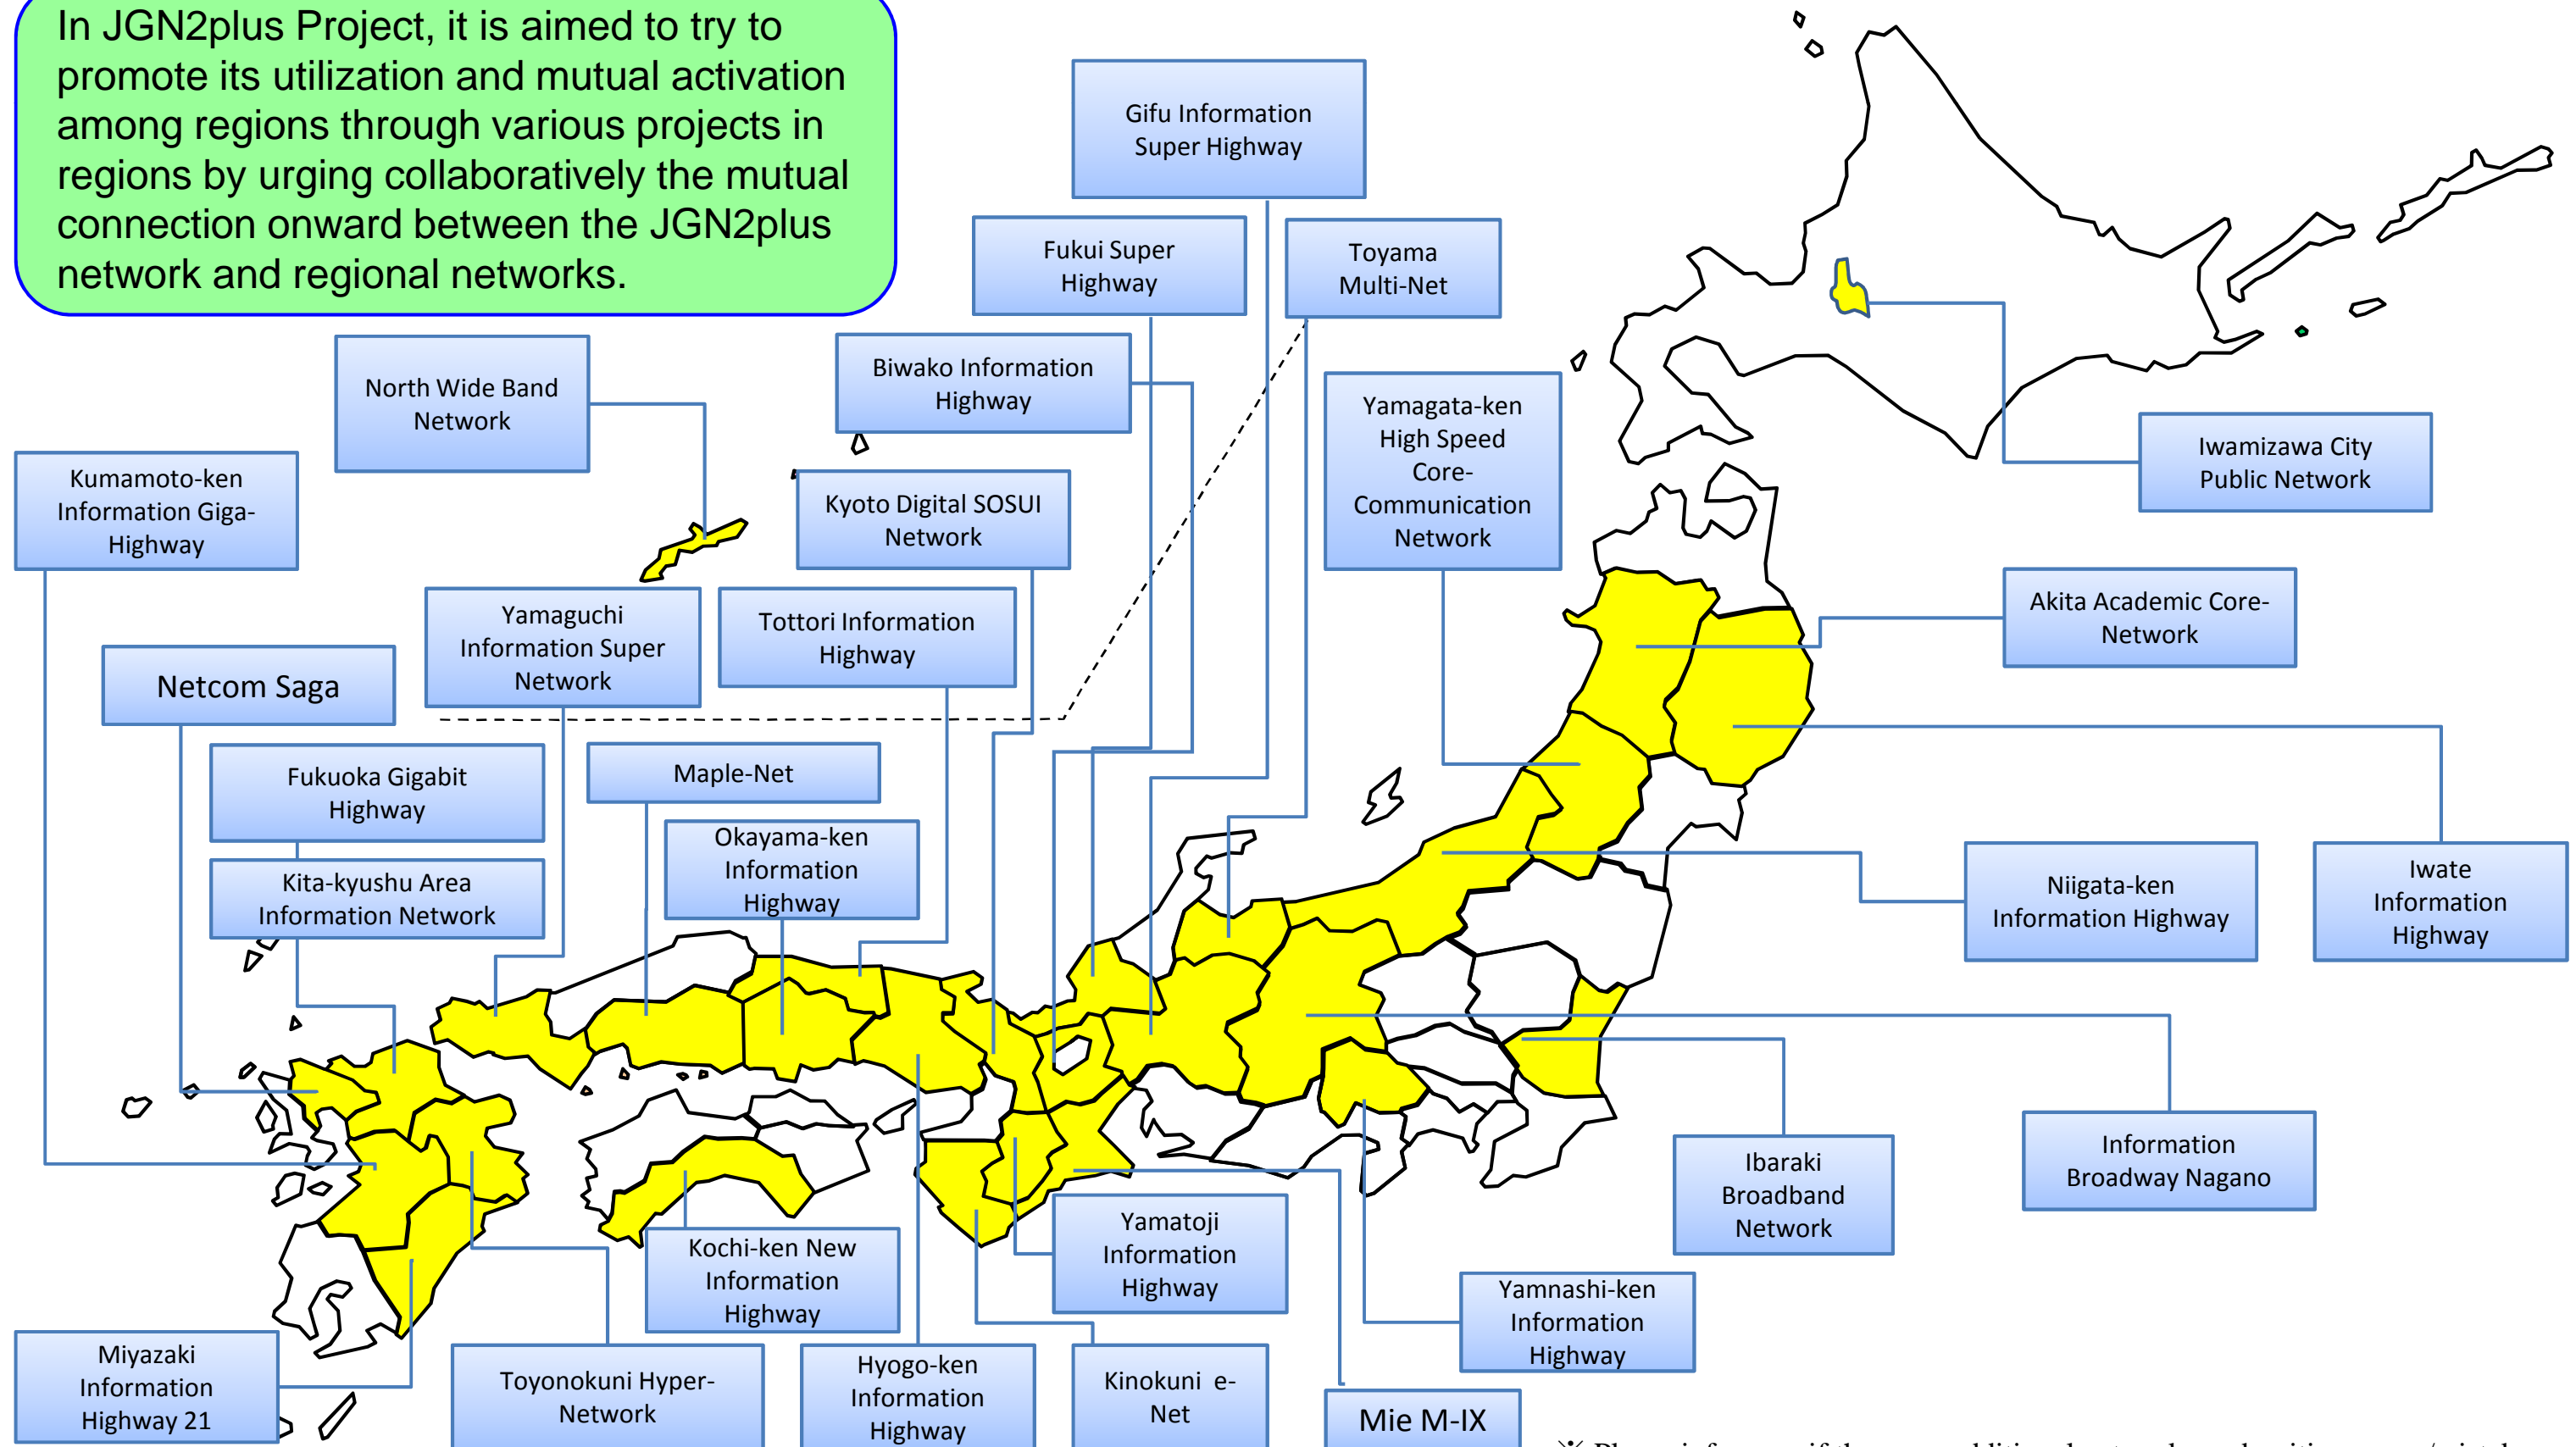 In JGN2plus Project, it is aimed to try to
promote its utilization and mutual activation
among regions through various projects in
regions by urging collaboratively the mutual
connection onward between the JGN2plus
network and regional networks.
Gifu Information
Super Highway
Fukui Super
Highway
Toyama
Multi-Net
North Wide Band
Network
Biwako Information
Highway
Yamagata-ken
High Speed
Core-
Communication
Network
Iwamizawa City
Public Network
Kumamoto-ken
Information Giga-
Highway
Kyoto Digital SOSUI
Network
Yamaguchi
Information Super
Network
Tottori Information
Highway
Akita Academic Core-
Network
Netcom Saga
Fukuoka Gigabit
Highway
Maple-Net
Okayama-ken
Information
Highway
Kita-kyushu Area
Information Network
Niigata-ken
Information Highway
Iwate
Information
Highway
Ibaraki
Broadband
Network
Information
Broadway Nagano
Yamatoji
Information
Highway
Kochi-ken New
Information
Highway
Yamnashi-ken
Information
Highway
Miyazaki
Information
Highway 21
Toyonokuni Hyper-
Network
Hyogo-ken
Information
Highway
Kinokuni e-
Net
Mie M-IX